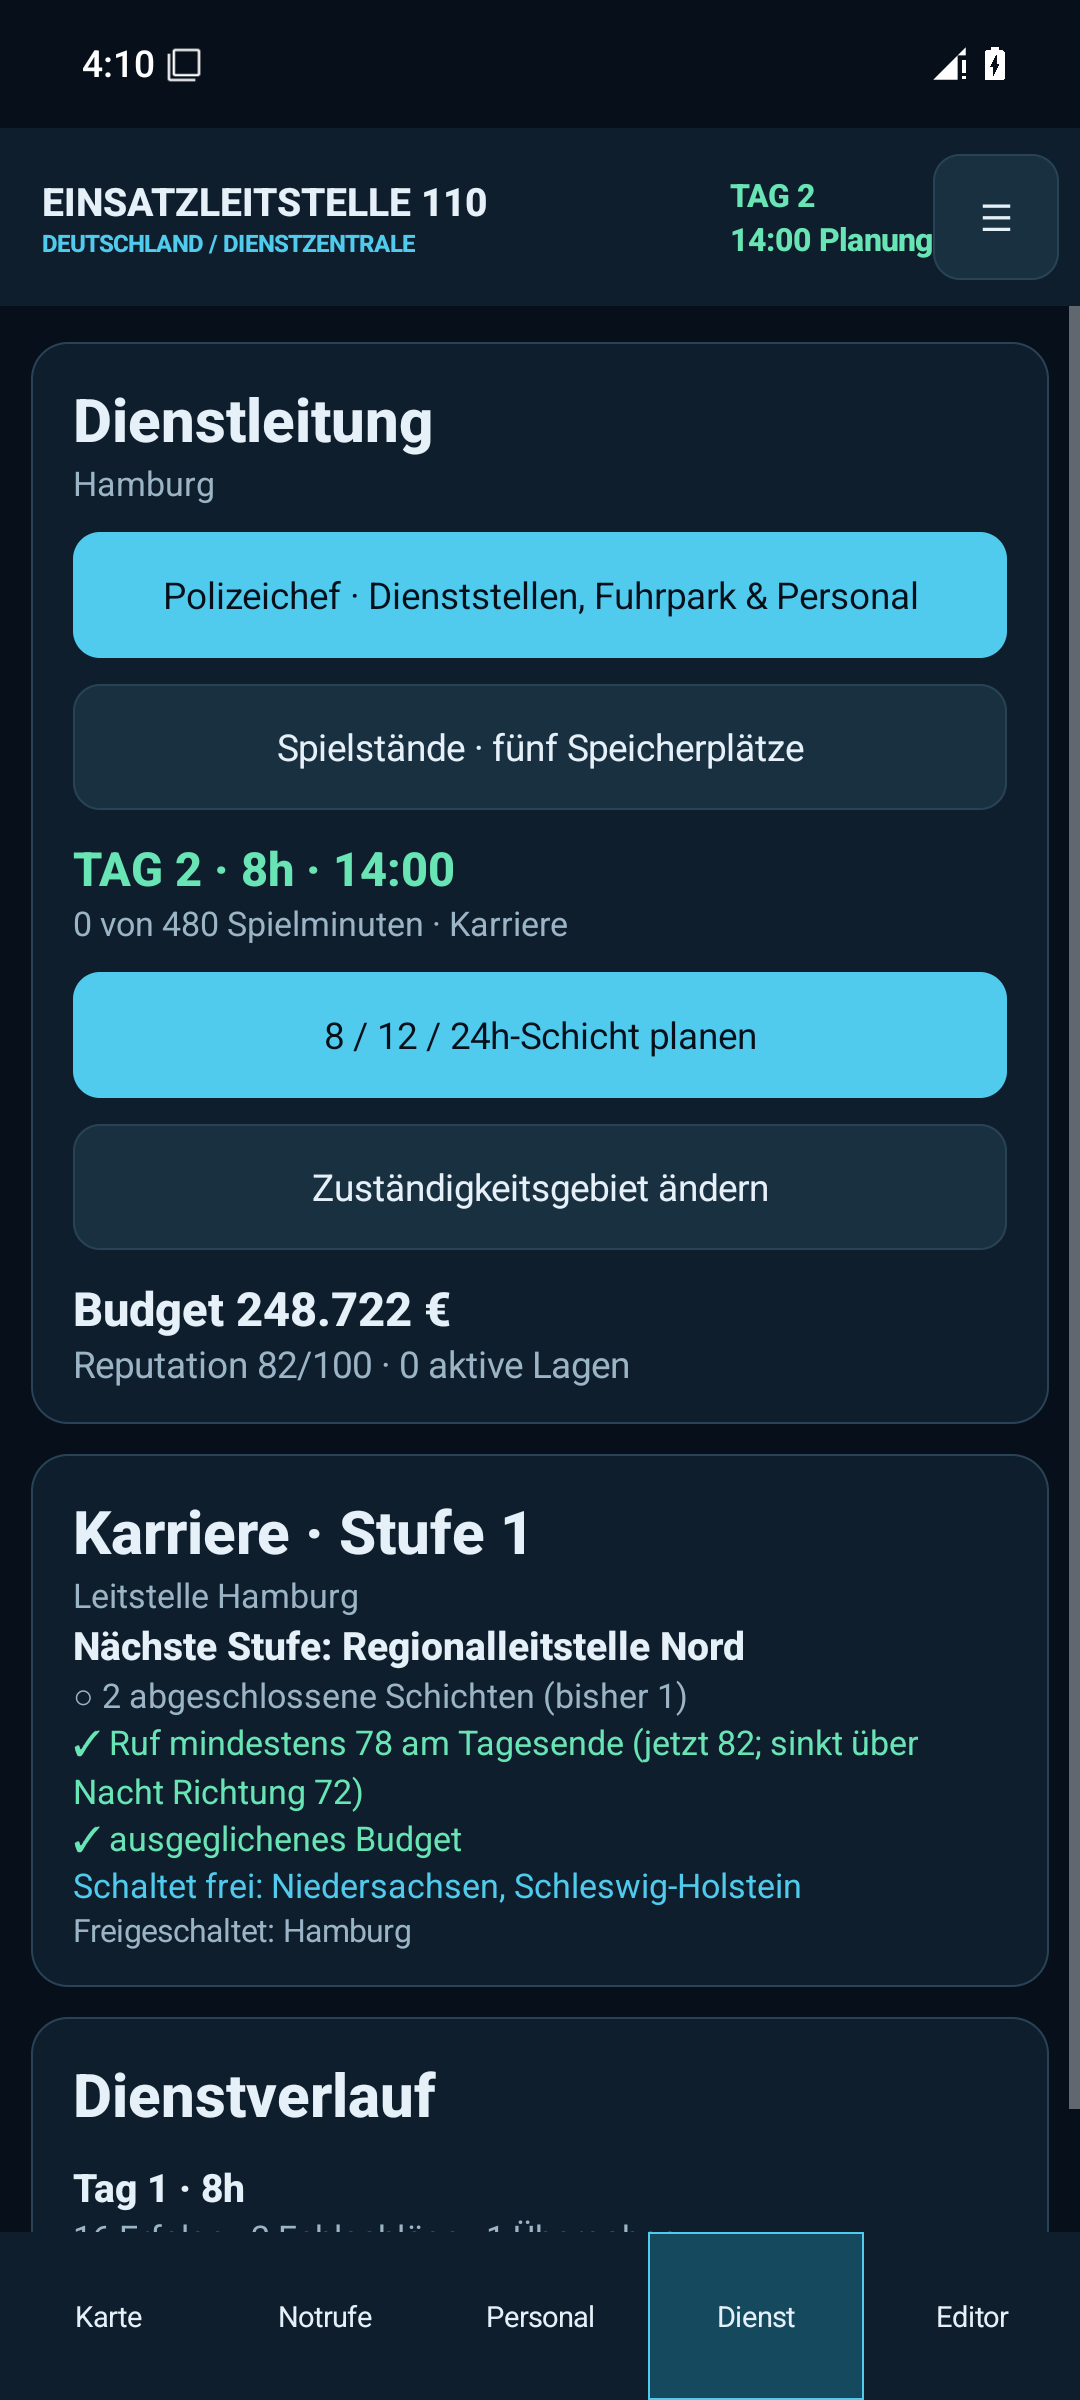 4:10
EINSATZLEITSTELLE 110
DEUTSCHLAND / DIENSTZENTRALE
TAG 2
14:00 Planung
Dienstleitung
Hamburg
Polizeichef · Dienststellen, Fuhrpark & Personal
Spielstände · fünf Speicherplätze
TAG 2 · 8h · 14:00
0 von 480 Spielminuten · Karriere
8 / 12 / 24h-Schicht planen
Zuständigkeitsgebiet ändern
Budget 248.722 €
Reputation 82/100 · 0 aktive Lagen
Karriere · Stufe 1
Leitstelle Hamburg
Nächste Stufe: Regionalleitstelle Nord
○ 2 abgeschlossene Schichten (bisher 1)
✓ Ruf mindestens 78 am Tagesende (jetzt 82; sinkt über
Nacht Richtung 72)
✓ ausgeglichenes Budget
Schaltet frei: Niedersachsen, Schleswig-Holstein
Freigeschaltet: Hamburg
Dienstverlauf
Tag 1 · 8h
Karte
Notrufe
Personal
Dienst
Editor